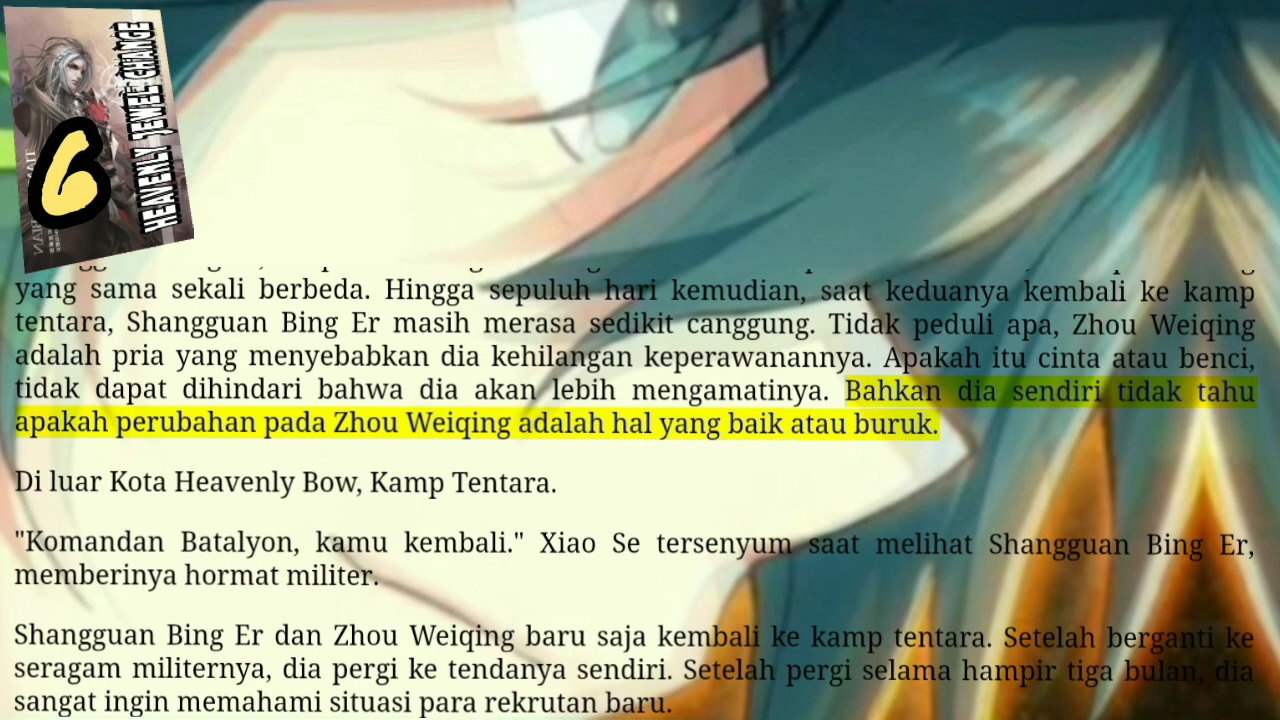 HEAVENLY JEWEL CHANGE
6
yang sama sekali berbeda. Hingga sepuluh hari kemudian, saat keduanya kembali ke kamp
tentara, Shangguan Bing Er masih merasa sedikit canggung. Tidak peduli apa, Zhou Weiqing
adalah pria yang menyebabkan dia kehilangan keperawanannya. Apakah itu cinta atau benci,
tidak dapat dihindari bahwa dia akan lebih mengamatinya. Bahkan dia sendiri tidak tahu
apakah perubahan pada Zhou Weiqing adalah hal yang baik atau buruk.
Di luar Kota Heavenly Bow, Kamp Tentara.
"Komandan Batalyon, kamu kembali." Xiao Se tersenyum saat melihat Shangguan Bing Er,
memberinya hormat militer.
Shangguan Bing Er dan Zhou Weiqing baru saja kembali ke kamp tentara. Setelah berganti ke
seragam militernya, dia pergi ke tendanya sendiri. Setelah pergi selama hampir tiga bulan, dia
sangat ingin memahami situasi para rekrutan baru.